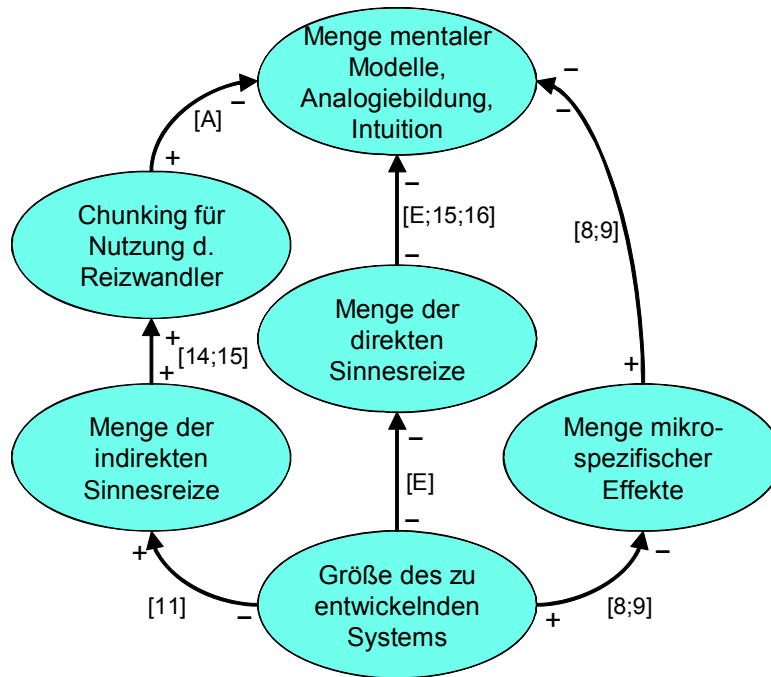 Menge mentaler
Modelle,
Analogiebildung,
Intuition
–
–
–
[A]
+
–
[E;15;16]
[8;9]
Chunking für
Nutzung d.
Reizwandler
–
Menge der
direkten
Sinnesreize
+
+
[14;15]
+
Menge der
indirekten
Sinnesreize
–
[E]
–
Menge mikro-
spezifischer
Effekte
+
–
Größe des zu
entwickelnden
Systems
[11]
–
+
[8;9]